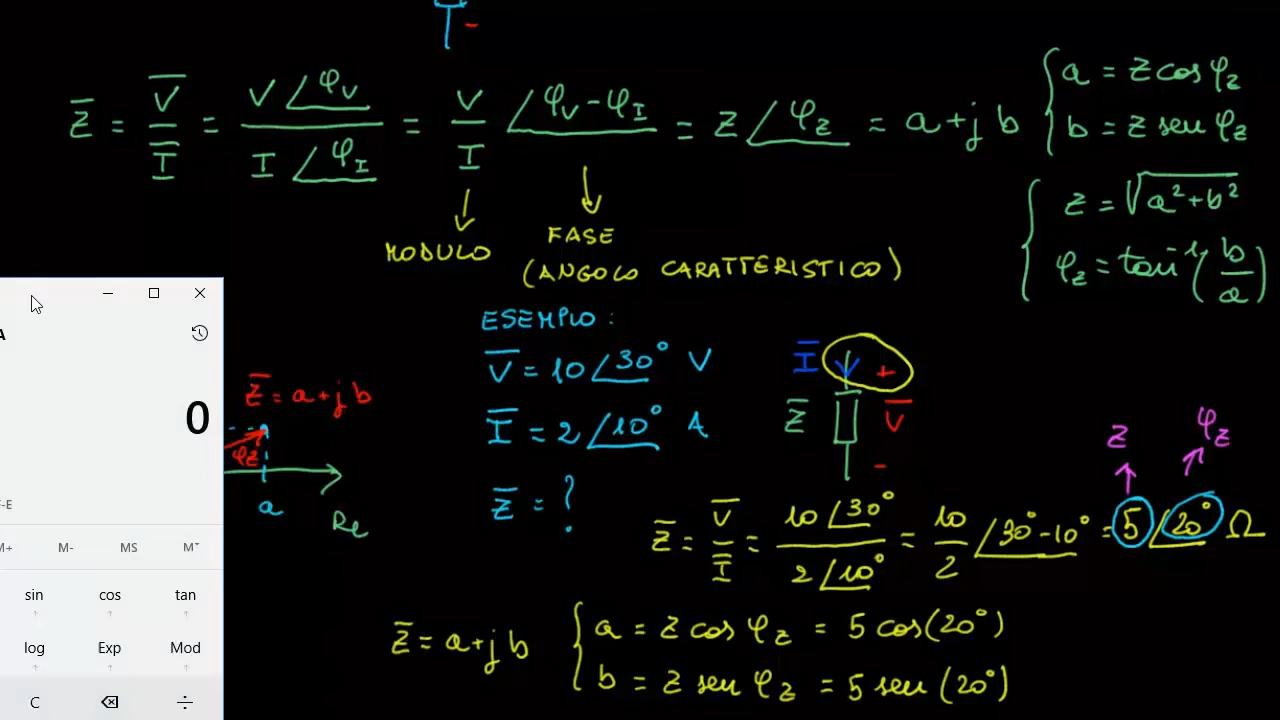 -
Z̅ = V̅/I̅ = V∠φV / I∠φI = V/I ∠φV-φI = Z∠φZ = a+j b
{ a = Z cos φZ
b = Z sen φZ
{ Z = √a²+b²
φZ = tan⁻¹(b/a)
MODULO
FASE
(ANGOLO CARATTERISTICO)
ESEMPIO:
V̅ = 10∠30° V
I̅ = 2∠10° A
Z̅ = ?
I̅ +
Z̅ V̅
-
Z φZ
Z̅ = V̅/I̅ = 10∠30° / 2∠10° = 10/2 ∠30°-10° = 5∠20° Ω
Z̅ = a+j b { a = Z cos φZ = 5 cos(20°)
b = Z sen φZ = 5 sen (20°)
Z̅ = a+j b
φZ
a
Re
0
M+ M- MS M
sin cos tan
log Exp Mod
C ÷